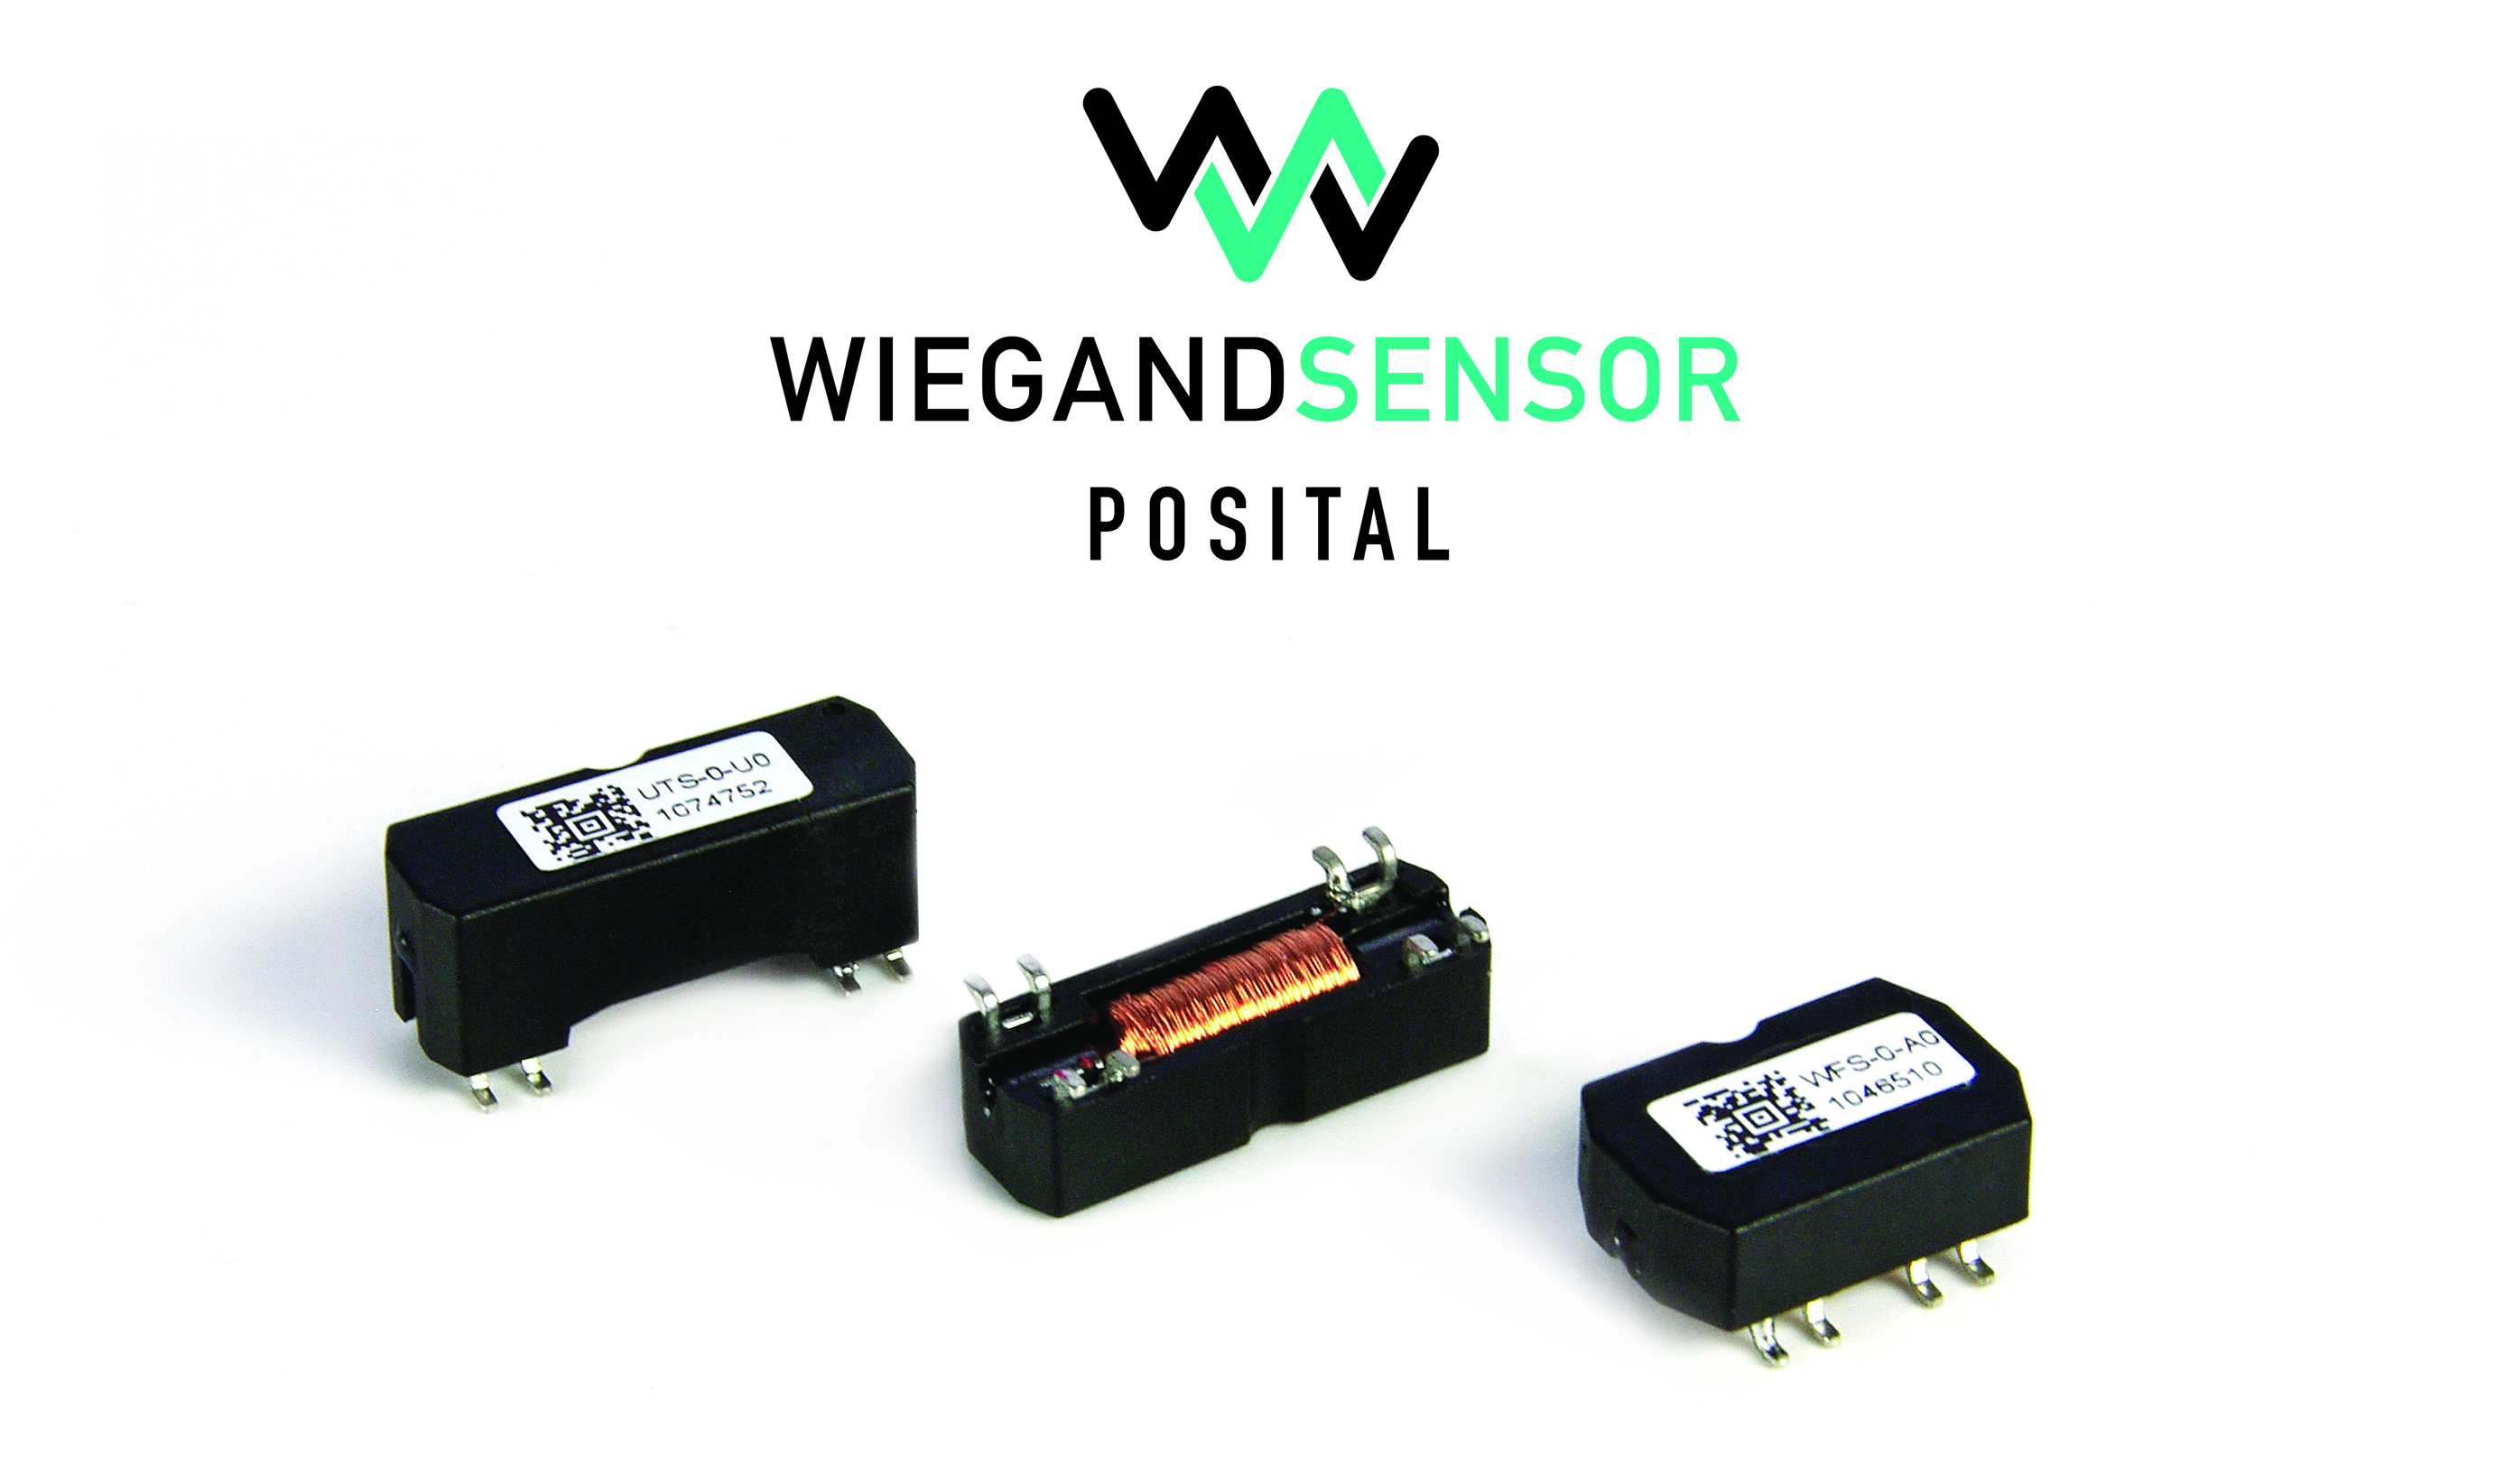 WIEGANDSENSOR
POSITAL
UTS-0-U0
1074752
WFS-0-A0
1046510